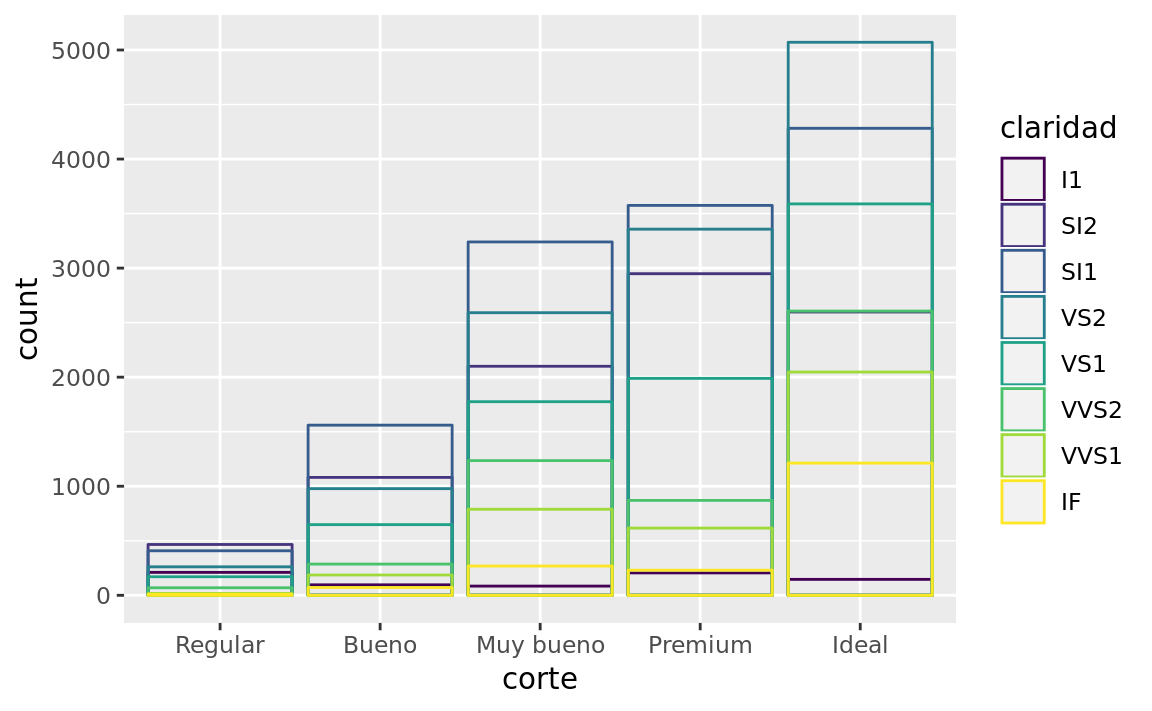 count
5000
4000
3000
2000
1000
0
Regular
Bueno
Muy bueno
Premium
Ideal
corte
claridad
I1
SI2
SI1
VS2
VS1
VVS2
VVS1
IF